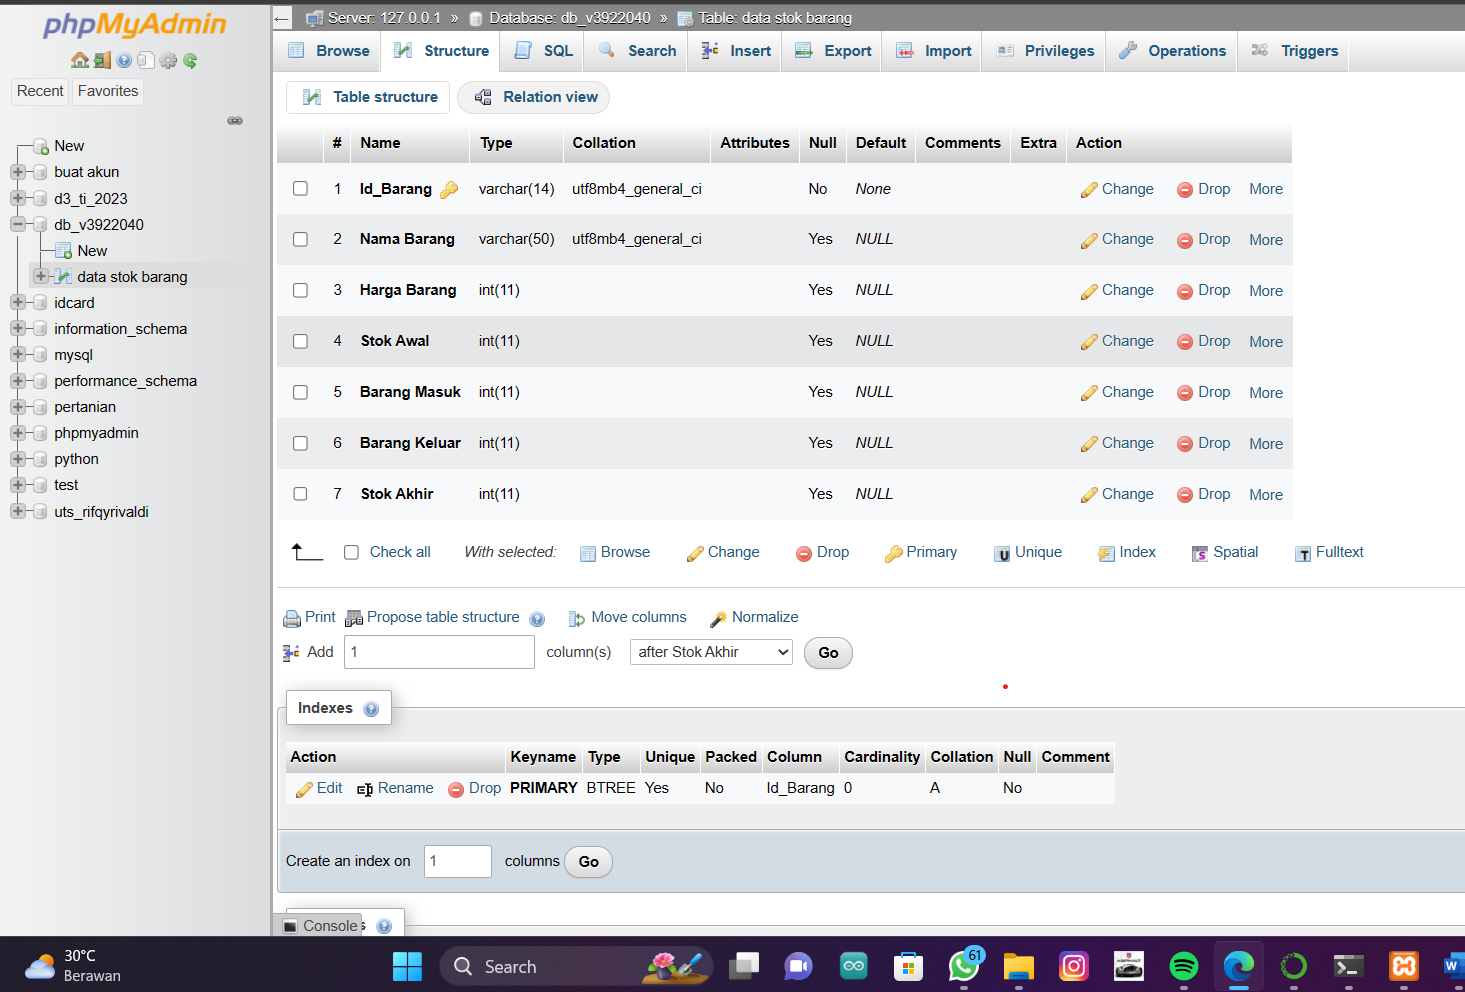 phpMyAdmin
Recent Favorites
New
buat akun
d3_ti_2023
db_v3922040
New
data stok barang
idcard
information_schema
mysql
performance_schema
pertanian
phpmyadmin
python
test
uts_rifqyrivaldi
Server: 127.0.0.1 » Database: db_v3922040 » Table: data stok barang
Browse Structure SQL Search Insert Export Import Privileges Operations Triggers
Table structure Relation view
# Name Type Collation Attributes Null Default Comments Extra Action
1 Id_Barang varchar(14) utf8mb4_general_ci No None Change Drop More
2 Nama Barang varchar(50) utf8mb4_general_ci Yes NULL Change Drop More
3 Harga Barang int(11) Yes NULL Change Drop More
4 Stok Awal int(11) Yes NULL Change Drop More
5 Barang Masuk int(11) Yes NULL Change Drop More
6 Barang Keluar int(11) Yes NULL Change Drop More
7 Stok Akhir int(11) Yes NULL Change Drop More
Check all With selected: Browse Change Drop Primary Unique Index Spatial Fulltext
Print Propose table structure Move columns Normalize
Add 1 column(s) after Stok Akhir Go
Indexes
Action Keyname Type Unique Packed Column Cardinality Collation Null Comment
Edit Rename Drop PRIMARY BTREE Yes No Id_Barang 0 A No
Create an index on 1 columns Go
Console
30°C
Berawan
Search
61